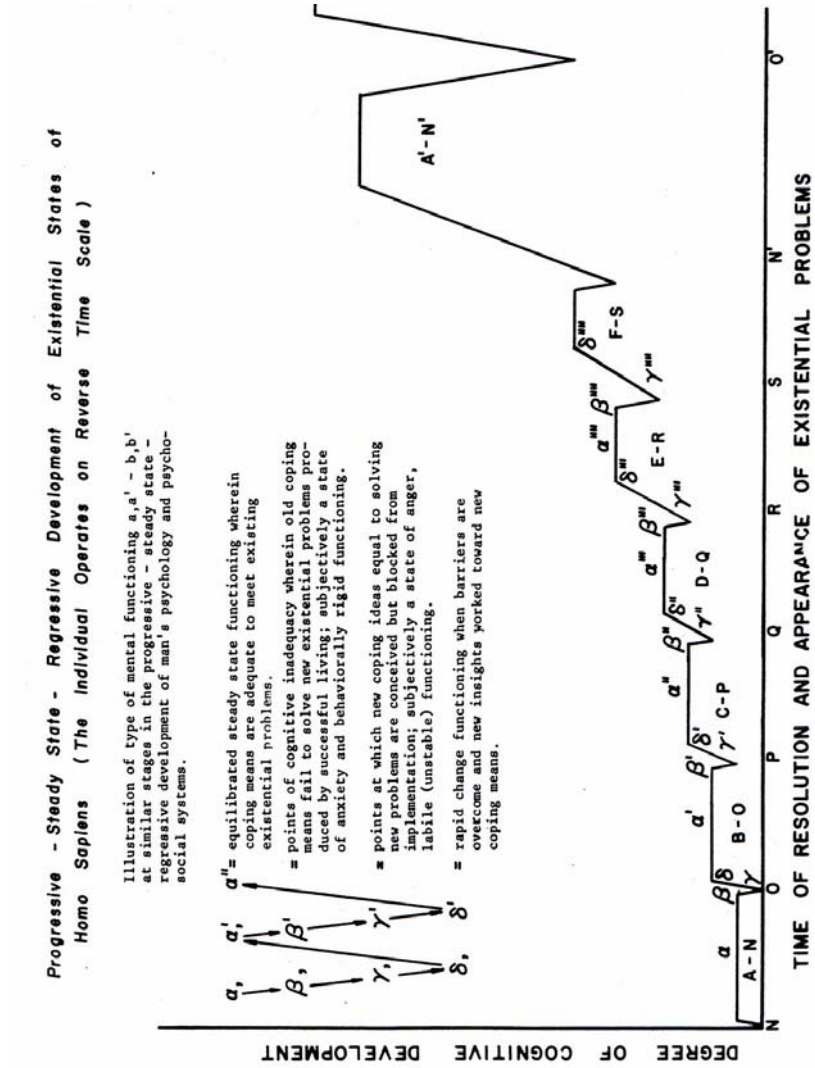 Progressive - Steady State - Regressive Development of Existential States of
Homo Sapiens ( The Individual Operates on Reverse Time Scale )
Illustration of type of mental functioning a,a' - b,b'
at similar stages in the progressive - steady state -
regressive development of man's psychology and psycho-
social systems.
α, α', α" = equilibrated steady state functioning wherein
coping means are adequate to meet existing
existential problems.
β, β' = points of cognitive inadequacy wherein old coping
means fail to solve new existential problems pro-
duced by successful living; subjectively a state
of anxiety and behaviorally rigid functioning.
γ, γ' = points at which new coping ideas equal to solving
new problems are conceived but blocked from
implementation; subjectively a state of anger,
labile (unstable) functioning.
δ, δ' = rapid change functioning when barriers are
overcome and new insights worked toward new
coping means.
DEGREE OF COGNITIVE DEVELOPMENT
α β δ γ
A-N
α' β' δ' γ'
B-O
α" β" δ" γ"
C-P
α"' β"' γ"'
D-Q
δ"' α"" β"" γ""
E-R
δ""
F-S
A'-N'
N O P Q R S N' O'
TIME OF RESOLUTION AND APPEARANCE OF EXISTENTIAL PROBLEMS